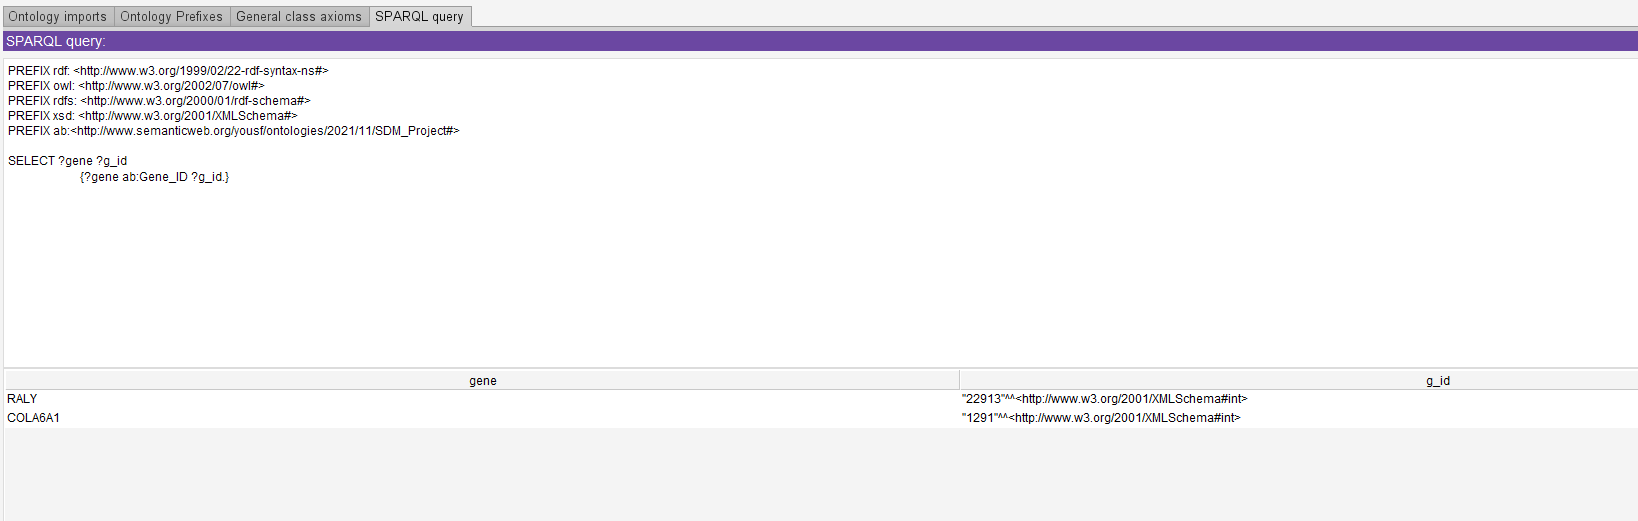 Ontology imports Ontology Prefixes General class axioms SPARQL query
SPARQL query:
PREFIX rdf: <http://www.w3.org/1999/02/22-rdf-syntax-ns#>
PREFIX owl: <http://www.w3.org/2002/07/owl#>
PREFIX rdfs: <http://www.w3.org/2000/01/rdf-schema#>
PREFIX xsd: <http://www.w3.org/2001/XMLSchema#>
PREFIX ab:<http://www.semanticweb.org/yousf/ontologies/2021/11/SDM_Project#>
SELECT ?gene ?g_id
{?gene ab:Gene_ID ?g_id.}
gene g_id
RALY "22913"^^<http://www.w3.org/2001/XMLSchema#int>
COLA6A1 "1291"^^<http://www.w3.org/2001/XMLSchema#int>